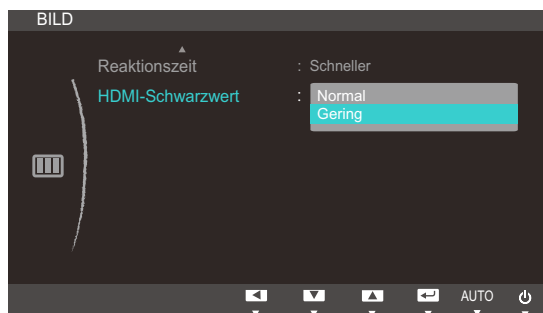 BILD
Reaktionszeit : Schneller
HDMI-Schwarzwert : Normal
Gering
AUTO